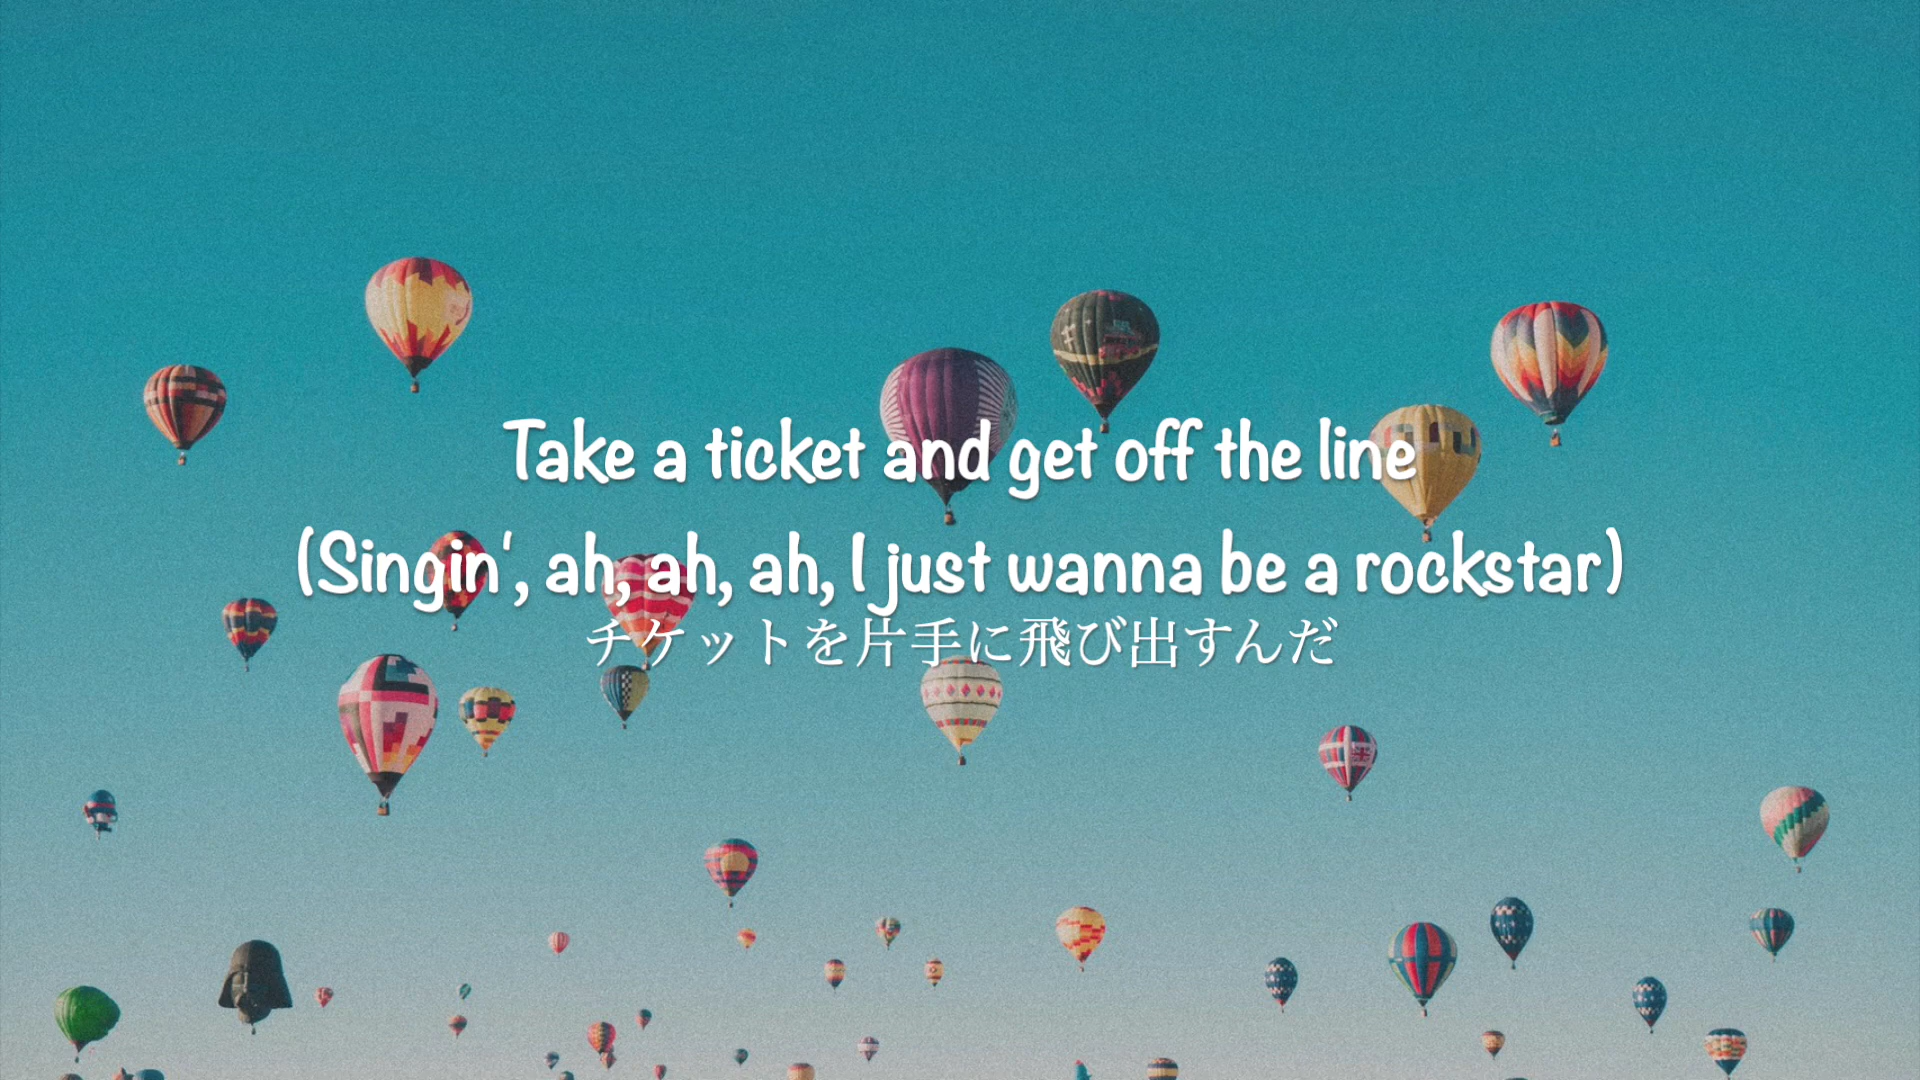 Take a ticket and get off the line
(Singin', ah, ah, ah, I just wanna be a rockstar)
チケットを片手に飛び出すんだ